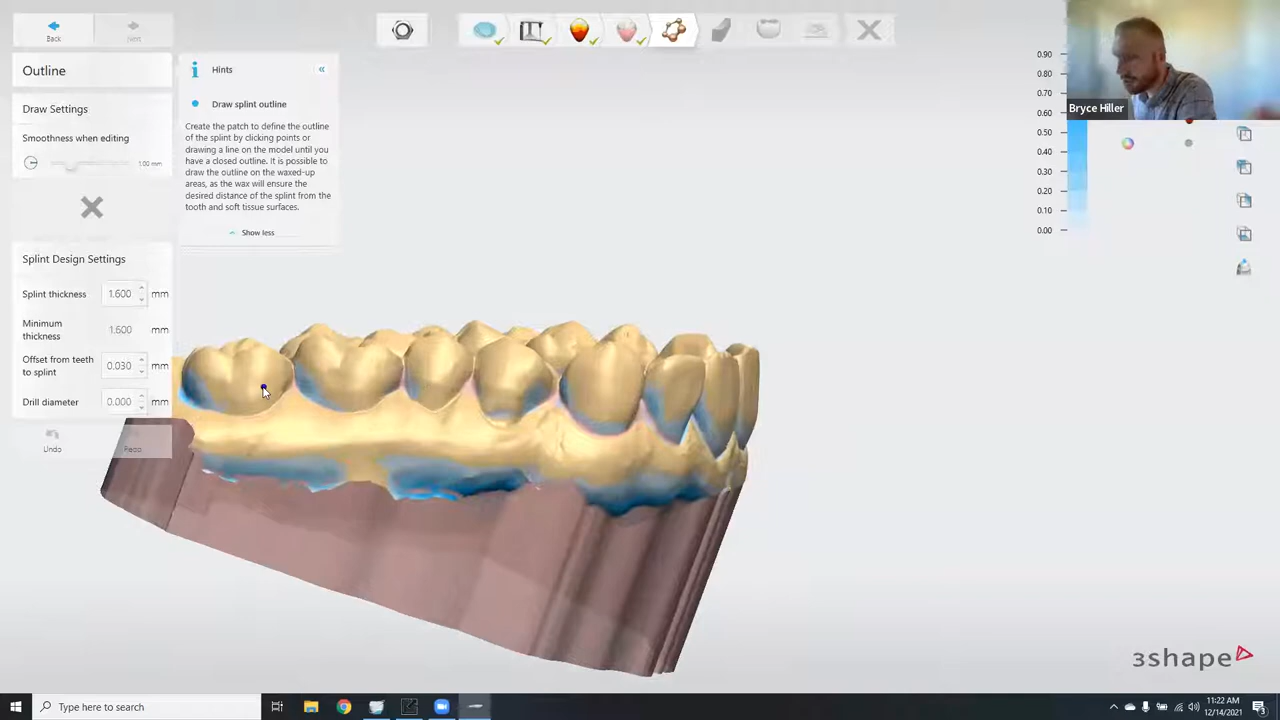 Back
Next
Outline
Draw Settings
Smoothness when editing
1.00 mm
Splint Design Settings
Splint thickness 1.600 mm
Minimum
thickness 1.600 mm
Offset from teeth
to splint 0.030 mm
Drill diameter 0.000 mm
Undo
Redo
Hints
Draw splint outline
Create the patch to define the outline
of the splint by clicking points or
drawing a line on the model until you
have a closed outline. It is possible to
draw the outline on the waxed-up
areas, as the wax will ensure the
desired distance of the splint from the
tooth and soft tissue surfaces.
Show less
0.90
0.80
0.70
0.60
0.50
0.40
0.30
0.20
0.10
0.00
Bryce Hiller
3shape
Type here to search
11:22 AM
12/14/2021
3